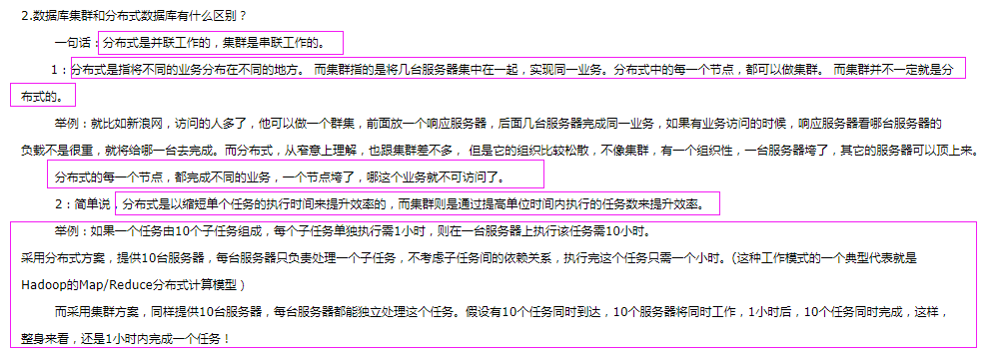 2.数据库集群和分布式数据库有什么区别？
一句话：分布式是并联工作的，集群是串联工作的。
1：分布式是指将不同的业务分布在不同的地方。 而集群指的是将几台服务器集中在一起，实现同一业务。分布式中的每一个节点，都可以做集群。 而集群并不一定就是分
布式的。
举例：就比如新浪网，访问的人多了，他可以做一个群集，前面放一个响应服务器，后面几台服务器完成同一业务，如果有业务访问的时候，响应服务器看哪台服务器的
负载不是很重，就将给哪一台去完成。而分布式，从窄意上理解，也跟集群差不多， 但是它的组织比较松散，不像集群，有一个组织性，一台服务器垮了，其它的服务器可以顶上来。
分布式的每一个节点，都完成不同的业务，一个节点垮了，哪这个业务就不可访问了。
2：简单说，分布式是以缩短单个任务的执行时间来提升效率的，而集群则是通过提高单位时间内执行的任务数来提升效率。
举例：如果一个任务由10个子任务组成，每个子任务单独执行需1小时，则在一台服务器上执行该任务需10小时。
采用分布式方案，提供10台服务器，每台服务器只负责处理一个子任务，不考虑子任务间的依赖关系，执行完这个任务只需一个小时。(这种工作模式的一个典型代表就是
Hadoop的Map/Reduce分布式计算模型）
而采用集群方案，同样提供10台服务器，每台服务器都能独立处理这个任务。假设有10个任务同时到达，10个服务器将同时工作，1小时后，10个任务同时完成，这样，
整身来看，还是1小时内完成一个任务！